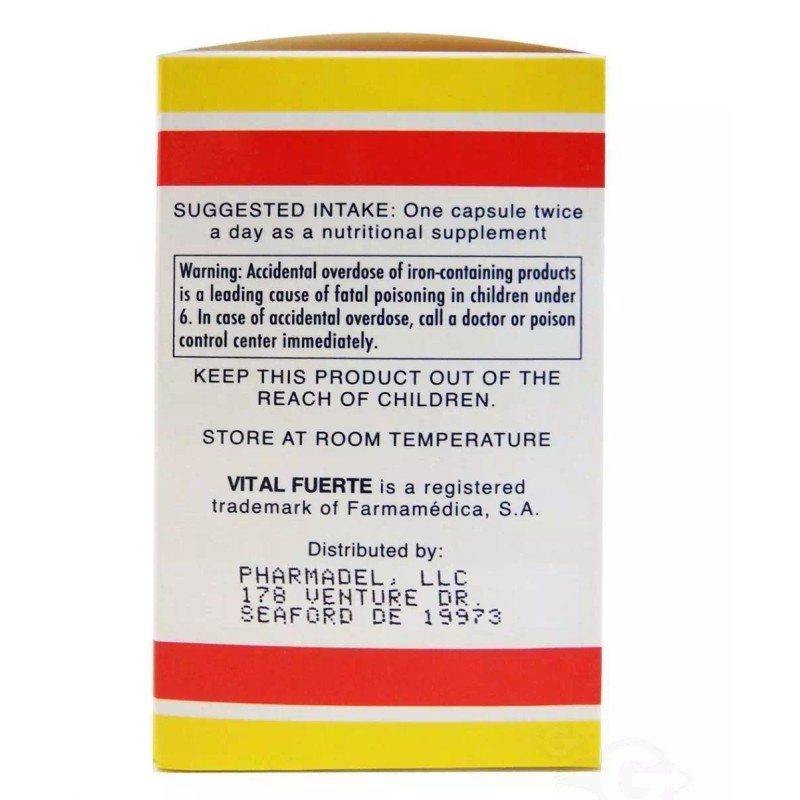 SUGGESTED INTAKE: One capsule twice
a day as a nutritional supplement
Warning: Accidental overdose of iron-containing products
is a leading cause of fatal poisoning in children under
6. In case of accidental overdose, call a doctor or poison
control center immediately.
KEEP THIS PRODUCT OUT OF THE
REACH OF CHILDREN.
STORE AT ROOM TEMPERATURE
VITAL FUERTE is a registered
trademark of Farmamédica, S.A.
Distributed by:
PHARMADEL, LLC
178 VENTURE DR.
SEAFORD DE 19973